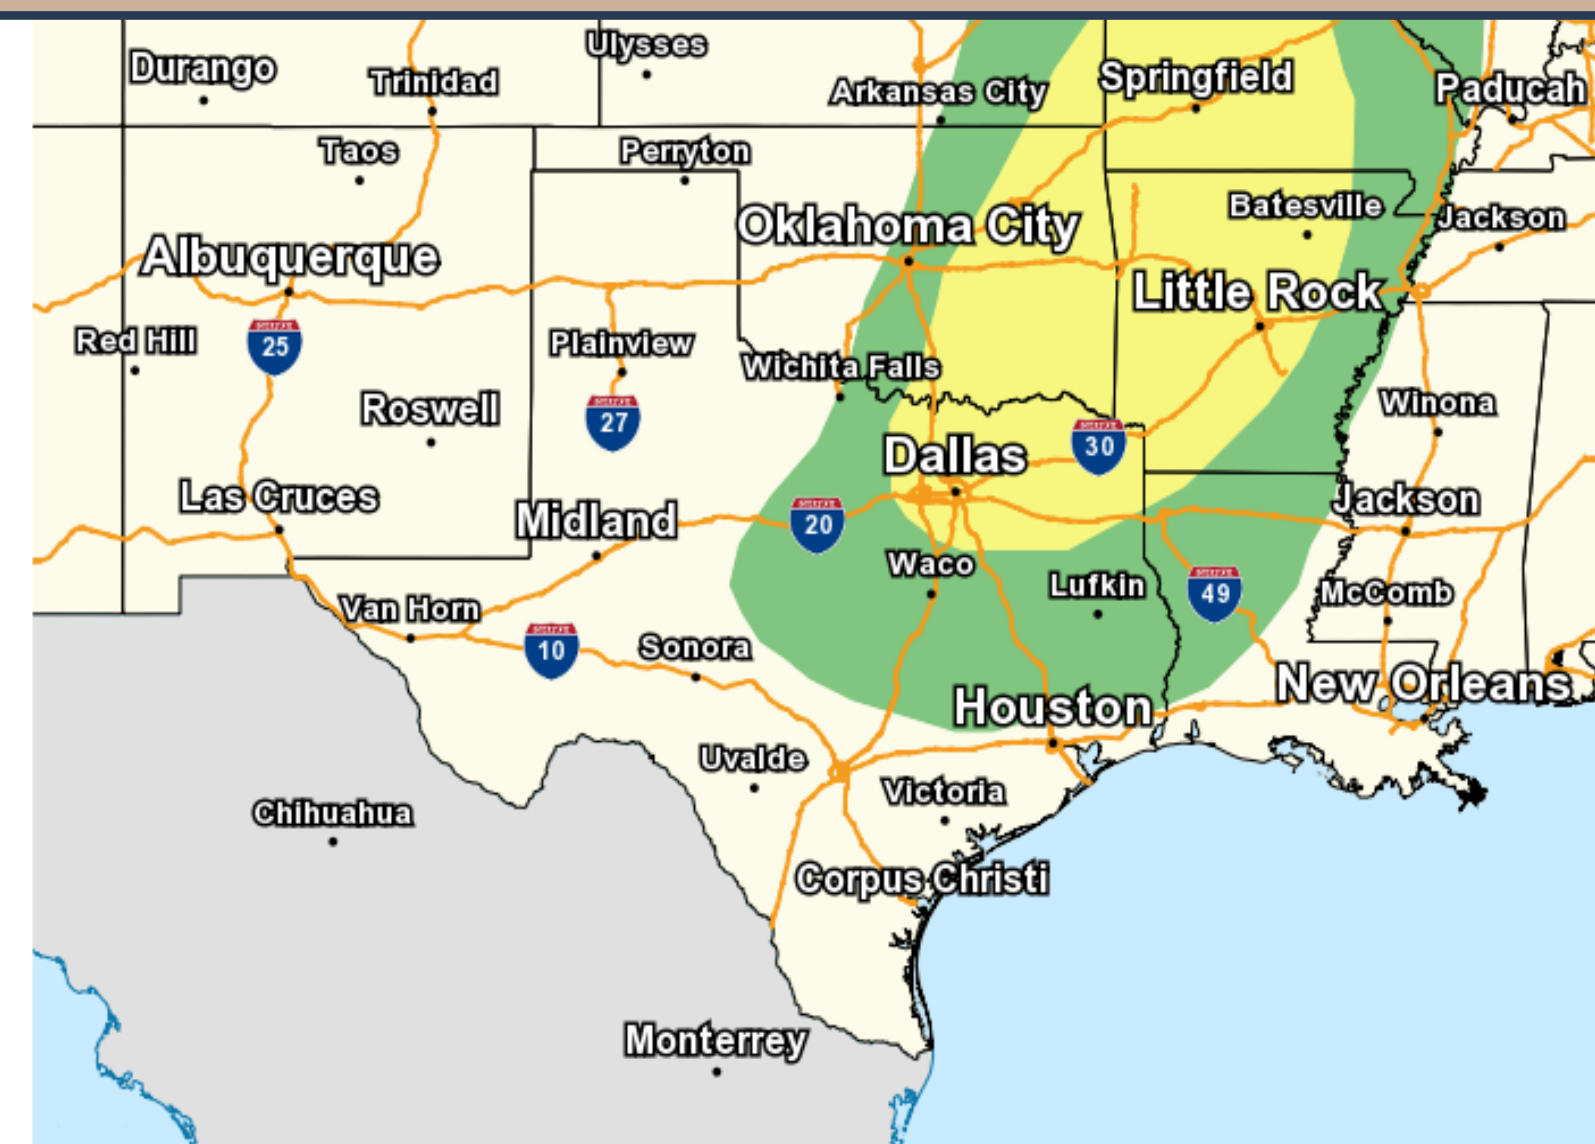 Ulysses
Durango
Trinidad
Springfield
Arkansas City
Paducah
Taos
Perryton
Batesville
Jackson
Oklahoma City
Albuquerque
Little Rock
Red Hill
25
Plainview
Wichita Falls
Roswell
27
Winona
30
Dallas
Las Cruces
Jackson
Midland
20
Waco
Lufkin
49
McComb
Van Horn
10
Sonora
New Orleans
Houston
Uvalde
Victoria
Chihuahua
Corpus Christi
Monterrey